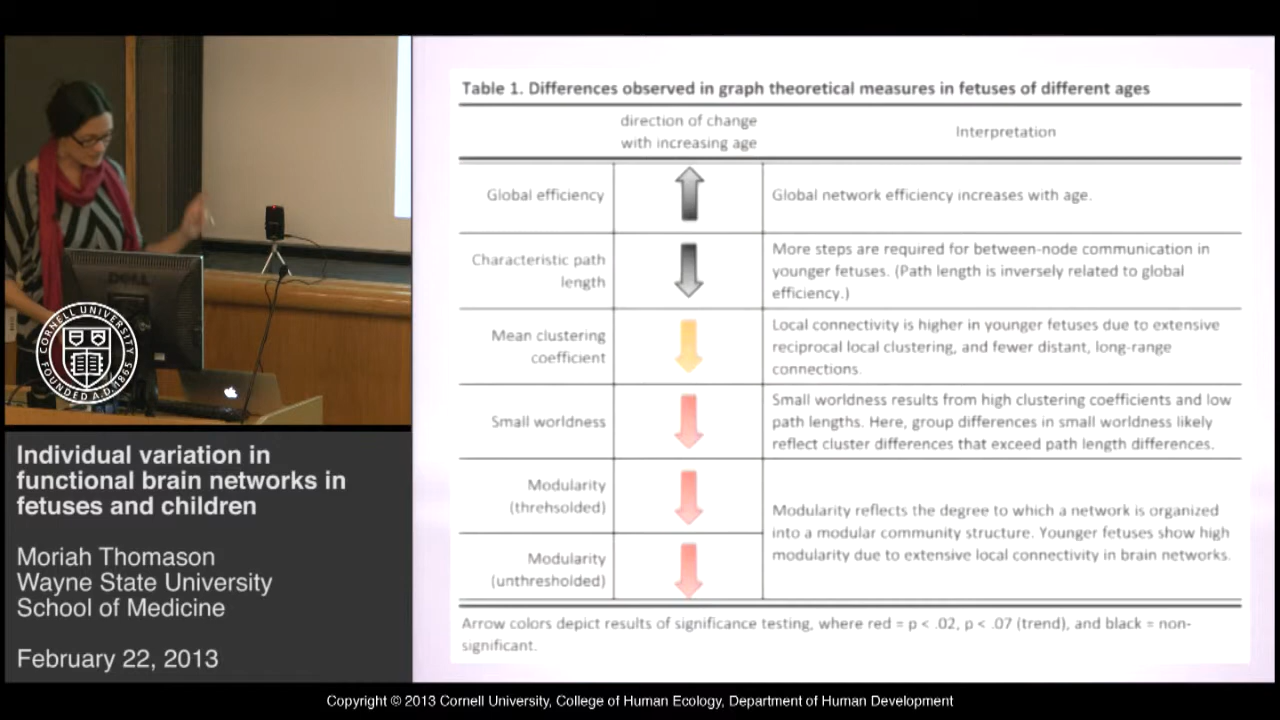 Table 1. Differences observed in graph theoretical measures in fetuses of different ages
direction of change
with increasing age
Interpretation
Global efficiency
Global network efficiency increases with age.
Characteristic path
length
More steps are required for between-node communication in
younger fetuses. (Path length is inversely related to global
efficiency.)
Mean clustering
coefficient
Local connectivity is higher in younger fetuses due to extensive
reciprocal local clustering, and fewer distant, long-range
connections.
Small worldness
Small worldness results from high clustering coefficients and low
path lengths. Here, group differences in small worldness likely
reflect cluster differences that exceed path length differences.
Modularity
(threhsolded)
Modularity
(unthresholded)
Modularity reflects the degree to which a network is organized
into a modular community structure. Younger fetuses show high
modularity due to extensive local connectivity in brain networks.
Arrow colors depict results of significance testing, where red = p < .02, p < .07 (trend), and black = non-
significant.
DELL
CORNELL UNIVERSITY
FOUNDED A.D. 1865
Individual variation in
functional brain networks in
fetuses and children
Moriah Thomason
Wayne State University
School of Medicine
February 22, 2013
Copyright © 2013 Cornell University, College of Human Ecology, Department of Human Development